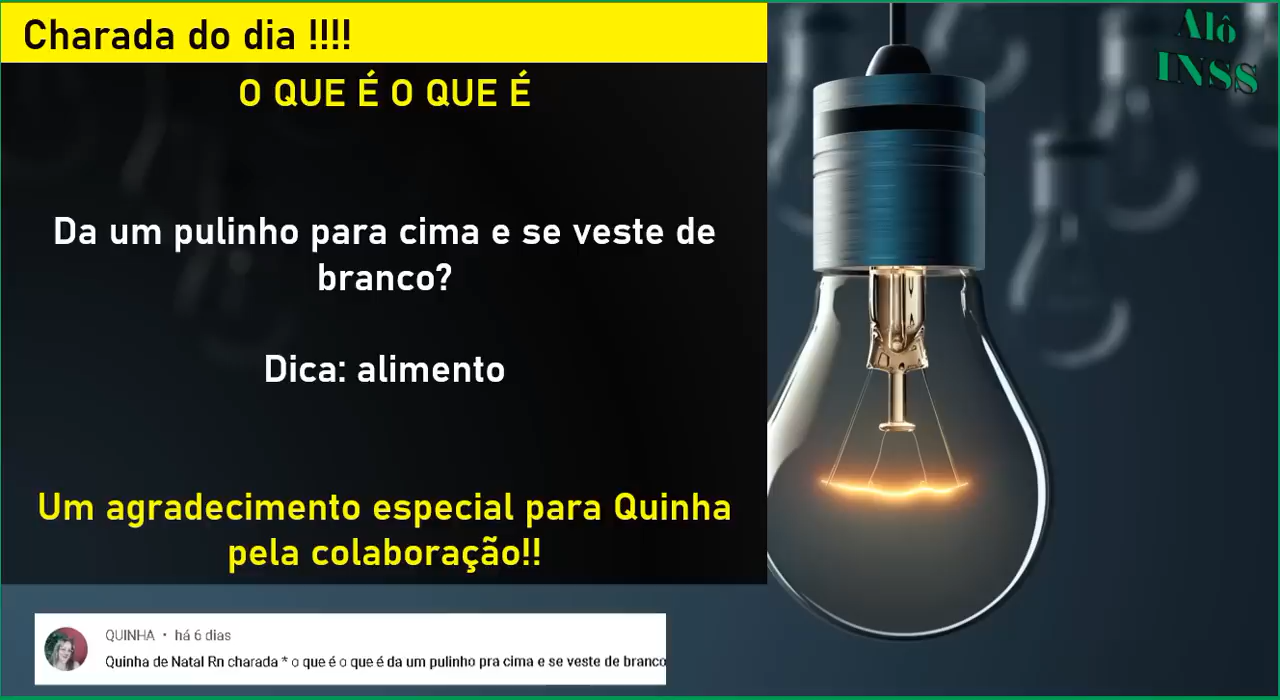 Charada do dia !!!!
Alô
INSS
O QUE É O QUE É
Da um pulinho para cima e se veste de
branco?
Dica: alimento
Um agradecimento especial para Quinha
pela colaboração!!
QUINHA • há 6 dias
Quinha de Natal Rn charada * o que é o que é da um pulinho pra cima e se veste de branco